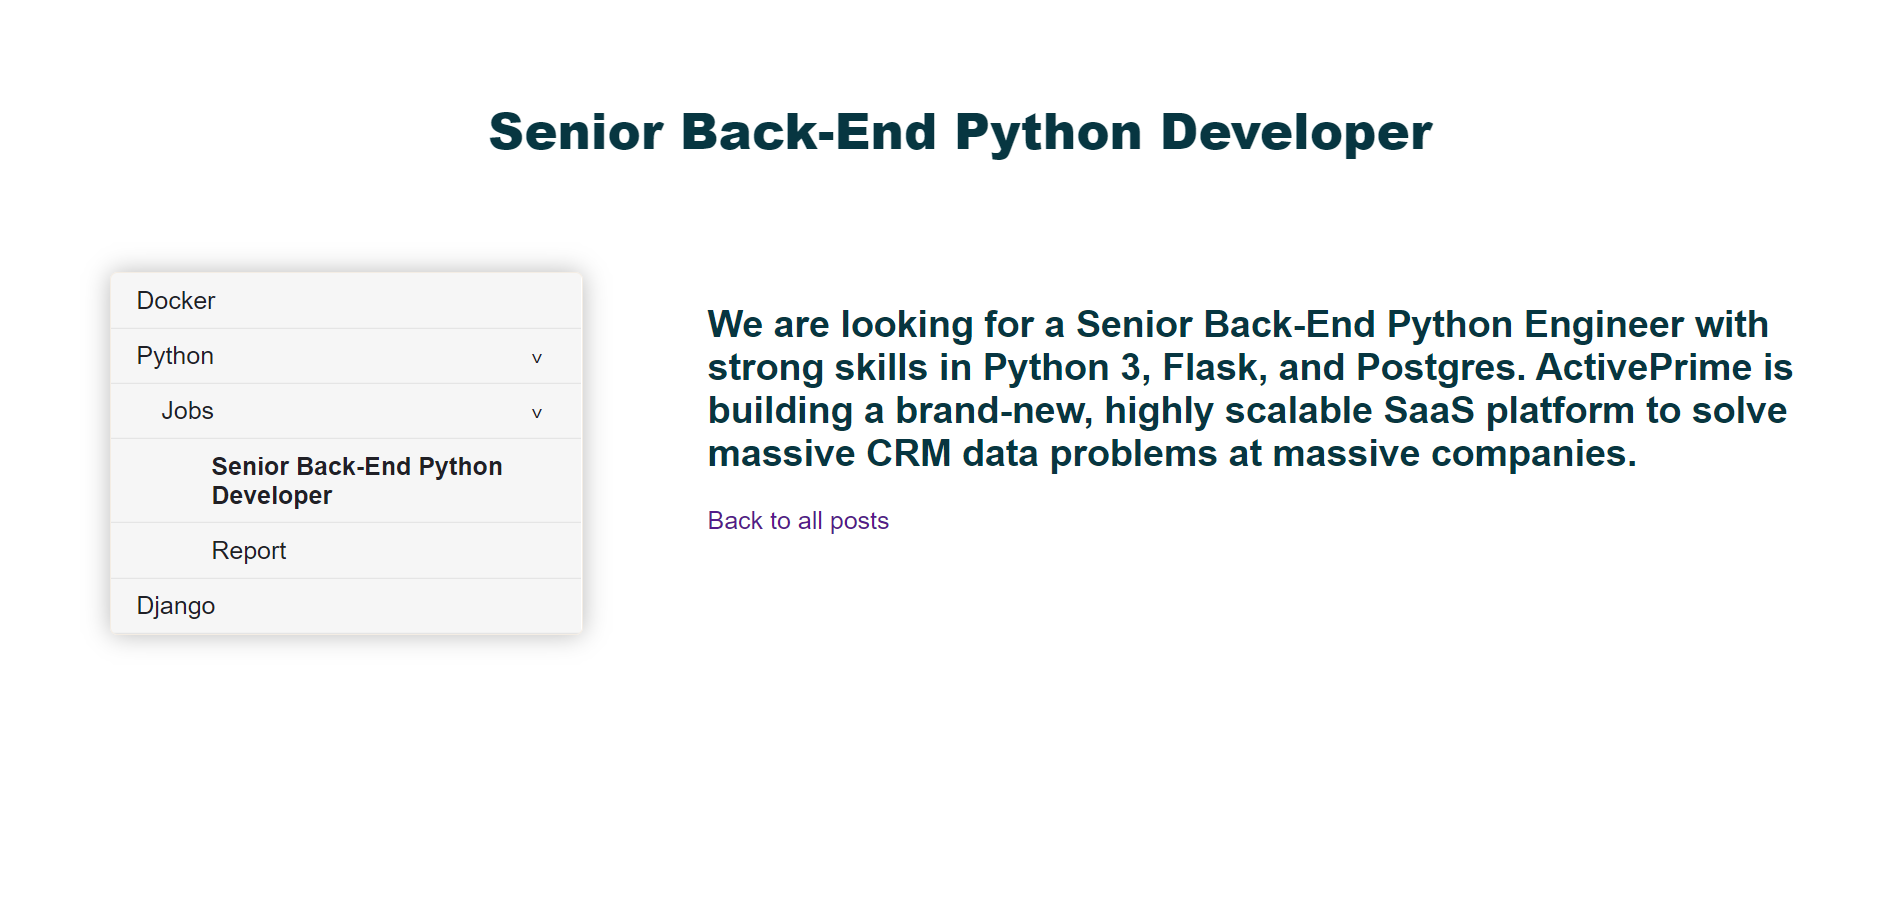 Senior Back-End Python Developer
Docker
Python v
Jobs v
Senior Back-End Python
Developer
Report
Django
We are looking for a Senior Back-End Python Engineer with
strong skills in Python 3, Flask, and Postgres. ActivePrime is
building a brand-new, highly scalable SaaS platform to solve
massive CRM data problems at massive companies.
Back to all posts